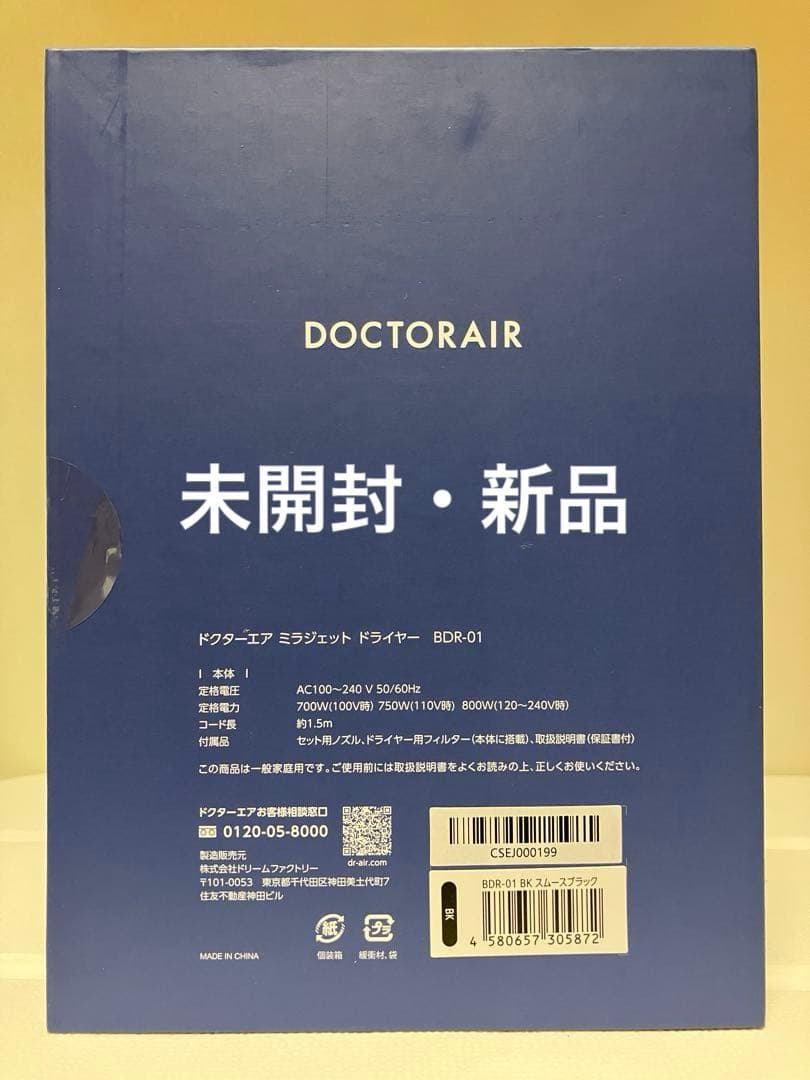 DOCTORAIR
未開封・新品
ドクターエア ミラジェット ドライヤー BDR-01
| 本体 |
定格電圧 AC100～240 V 50/60Hz
定格電力 700W(100V時) 750W(110V時) 800W(120～240V時)
コード長 約1.5m
付属品 セット用ノズル、ドライヤー用フィルター(本体に搭載)、取扱説明書(保証書付)
この商品は一般家庭用です。ご使用前には取扱説明書をよくお読みの上、正しくお使いください。
ドクターエアお客様相談窓口
0120-05-8000
dr-air.com
製造販売元
株式会社ドリームファクトリー
〒101-0053 東京都千代田区神田美土代町7
住友不動産神田ビル
MADE IN CHINA
紙
個装箱
プラ
緩衝材、袋
CSEJ000199
BDR-01 BK スムースブラック
BK
4 580657 305872